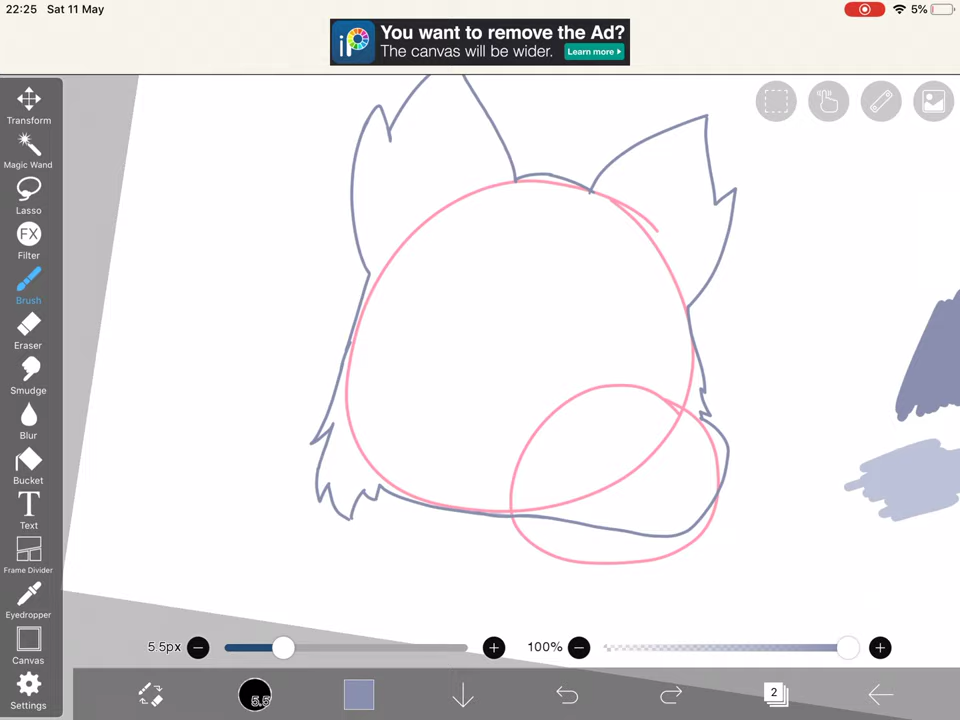 22:25 Sat 11 May
5%
You want to remove the Ad?
The canvas will be wider. Learn more
iP
Transform
Magic Wand
Lasso
FX
Filter
Brush
Eraser
Smudge
Blur
Bucket
T
Text
Frame Divider
Eyedropper
Canvas
Settings
5.5px
100%
5.5
2